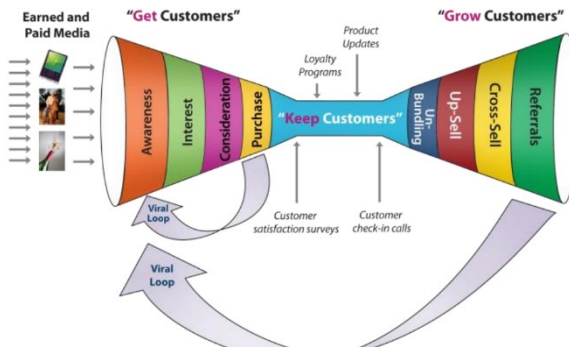 Earned and
Paid Media
"Get Customers"
Product
Updates
"Grow Customers"
Loyalty
Programs
Awareness
Interest
Consideration
Purchase
"Keep Customers"
Un-
Bundling
Up-Sell
Cross-Sell
Referrals
Viral
Loop
Customer
satisfaction surveys
Customer
check-in calls
Viral
Loop